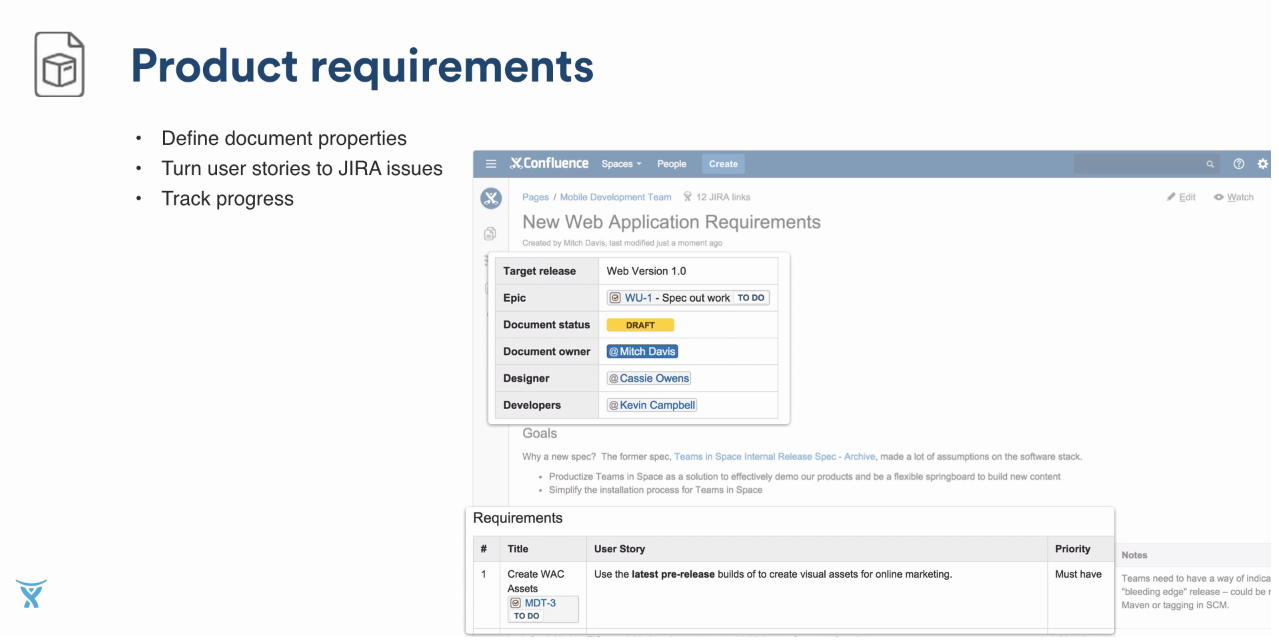 Product requirements
• Define document properties
• Turn user stories to JIRA issues
• Track progress
Confluence Spaces People Create
Pages / Mobile Development Team 12 JIRA links
Edit Watch
New Web Application Requirements
Created by Mitch Davis, last modified just a moment ago
Target release Web Version 1.0
Epic WU-1 - Spec out work TO DO
Document status DRAFT
Document owner @Mitch Davis
Designer @Cassie Owens
Developers @Kevin Campbell
Goals
Why a new spec? The former spec, Teams in Space Internal Release Spec - Archive, made a lot of assumptions on the software stack.
• Productize Teams in Space as a solution to effectively demo our products and be a flexible springboard to build new content
• Simplify the installation process for Teams in Space
Requirements
# Title User Story Priority Notes
1 Create WAC Use the latest pre-release builds of to create visual assets for online marketing. Must have
Assets
MDT-3
TO DO
Teams need to have a way of indica
"bleeding edge" release – could be
Maven or tagging in SCM.